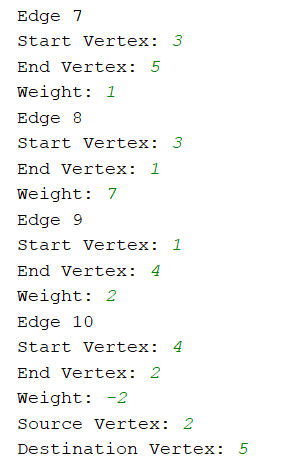 Edge 7
Start Vertex: 3
End Vertex: 5
Weight: 1
Edge 8
Start Vertex: 3
End Vertex: 1
Weight: 7
Edge 9
Start Vertex: 1
End Vertex: 4
Weight: 2
Edge 10
Start Vertex: 4
End Vertex: 2
Weight: -2
Source Vertex: 2
Destination Vertex: 5